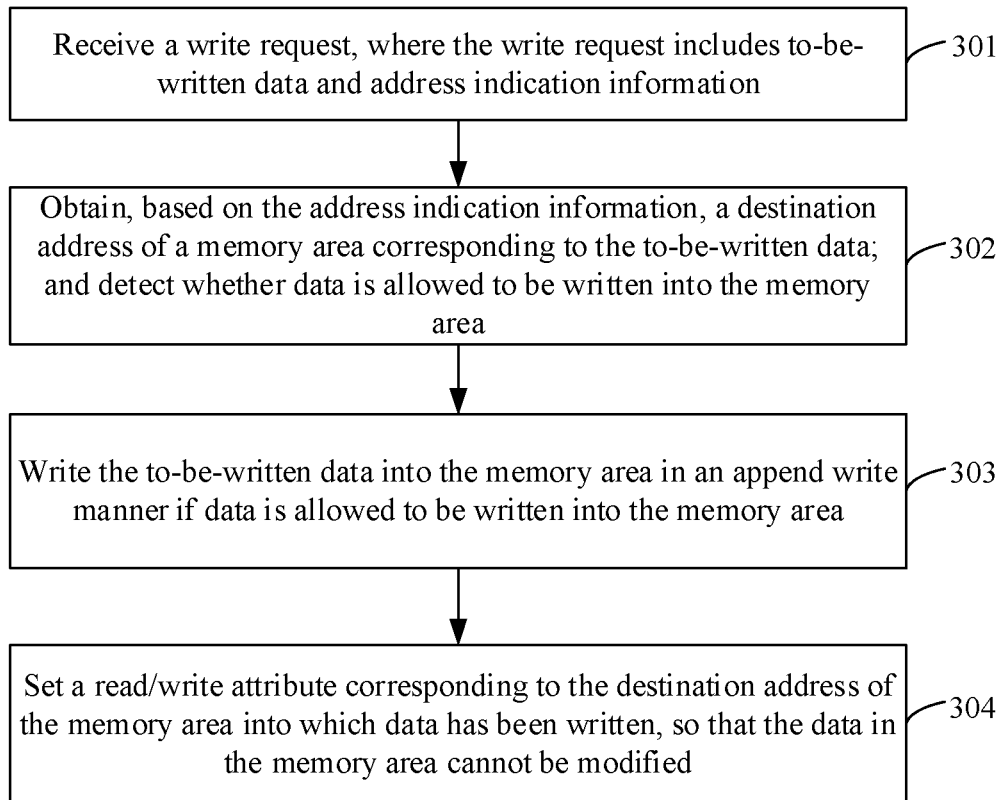 Receive a write request, where the write request includes to-be-
written data and address indication information
301
Obtain, based on the address indication information, a destination
address of a memory area corresponding to the to-be-written data;
and detect whether data is allowed to be written into the memory
area
302
Write the to-be-written data into the memory area in an append write
manner if data is allowed to be written into the memory area
303
Set a read/write attribute corresponding to the destination address of
the memory area into which data has been written, so that the data in
the memory area cannot be modified
304